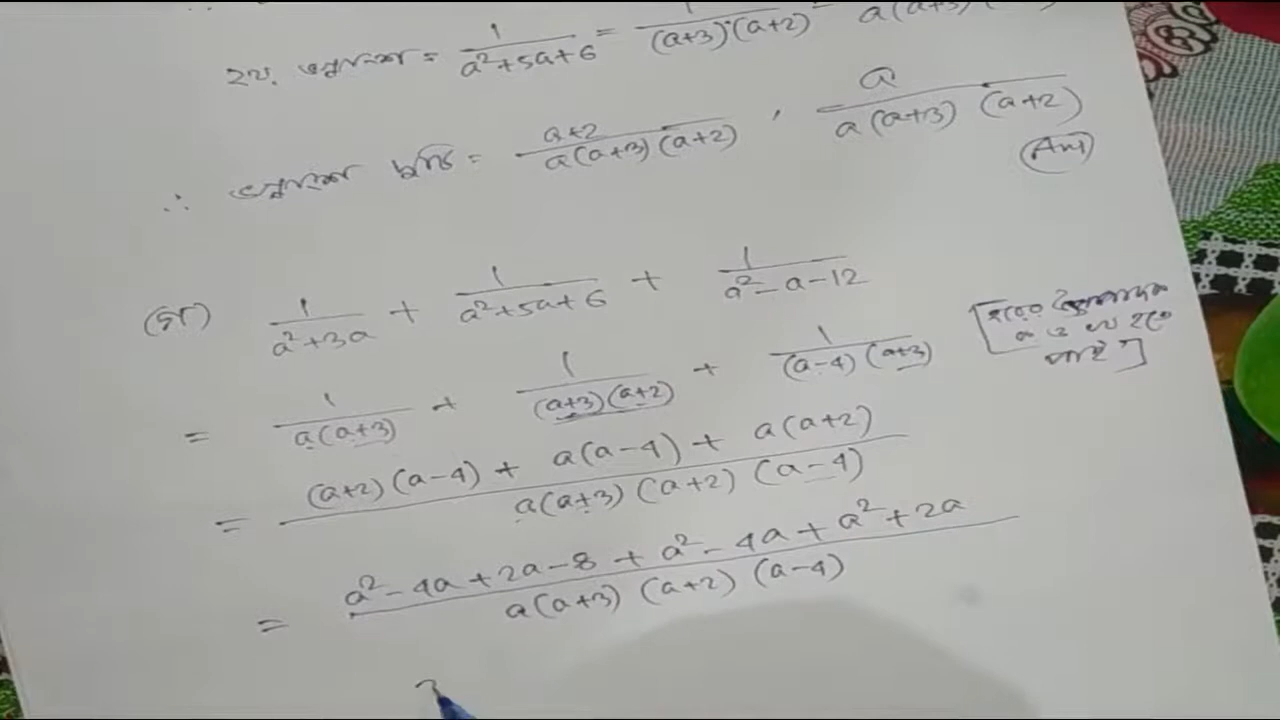 ২য় ভগ্নাংশ = 1/(a²+5a+6) = 1/((a+3)(a+2)) = a(a+3)
∴ ভগ্নাংশ দুটি = (a+2)/(a(a+3)(a+2)), a/(a(a+3)(a+2))
(Ans)
(গ) 1/(a²+3a) + 1/(a²+5a+6) + 1/(a²-a-12)
= 1/(a(a+3)) + 1/((a+3)(a+2)) + 1/((a-4)(a+3)) [ ক ও খ হতে পাই]
= ((a+2)(a-4) + a(a-4) + a(a+2))/(a(a+3)(a+2)(a-4))
= (a²-4a+2a-8+a²-4a+a²+2a)/(a(a+3)(a+2)(a-4))